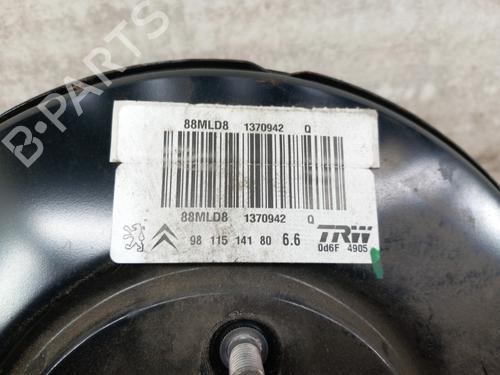 B-PARTS
88MLD8 1370942 Q
88MLD8 1370942 Q
98 115 141 80 6.6
TRW
0d6F 4905